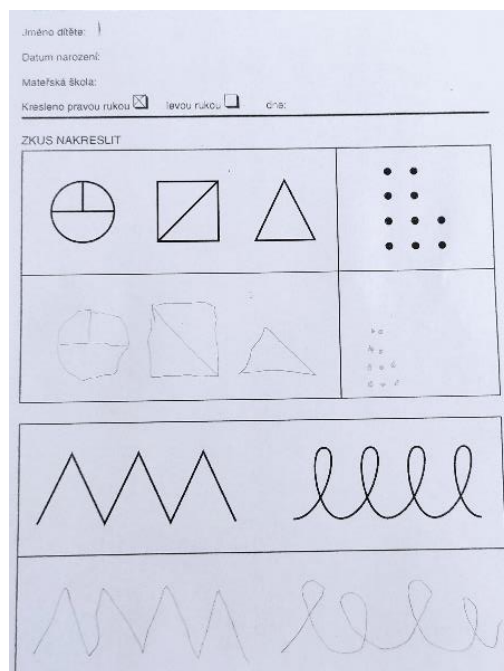 Jméno dítěte:
Datum narození:
Mateřská škola:
Kresleno pravou rukou levou rukou dne:
ZKUS NAKRESLIT